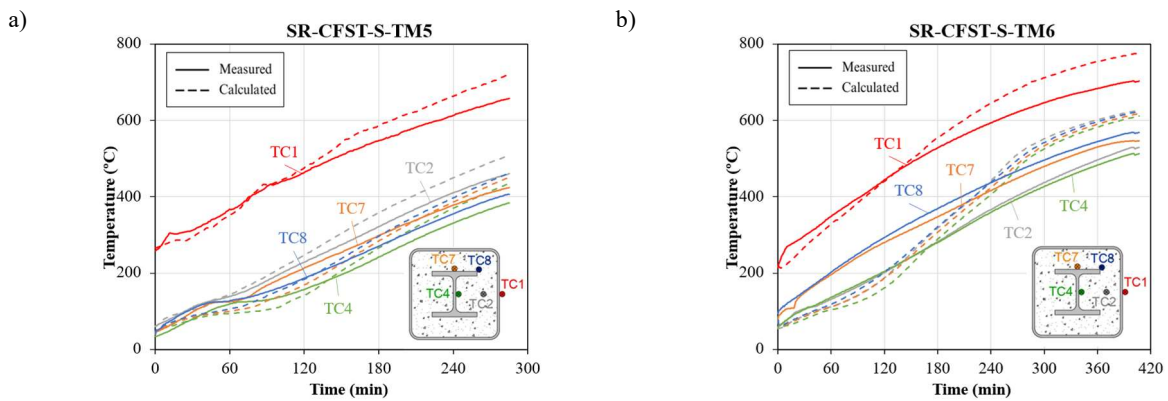 a)
SR-CFST-S-TM5
800
600
400
200
0
Temperature (ºC)
Measured
Calculated
TC1
TC2
TC7
TC8
TC4
TC7
TC8
TC1
TC4
TC2
0
60
120
180
240
300
Time (min)
b)
SR-CFST-S-TM6
800
600
400
200
0
Temperature (ºC)
Measured
Calculated
TC1
TC7
TC8
TC4
TC2
TC7
TC8
TC1
TC4
TC2
0
60
120
180
240
300
360
420
Time (min)